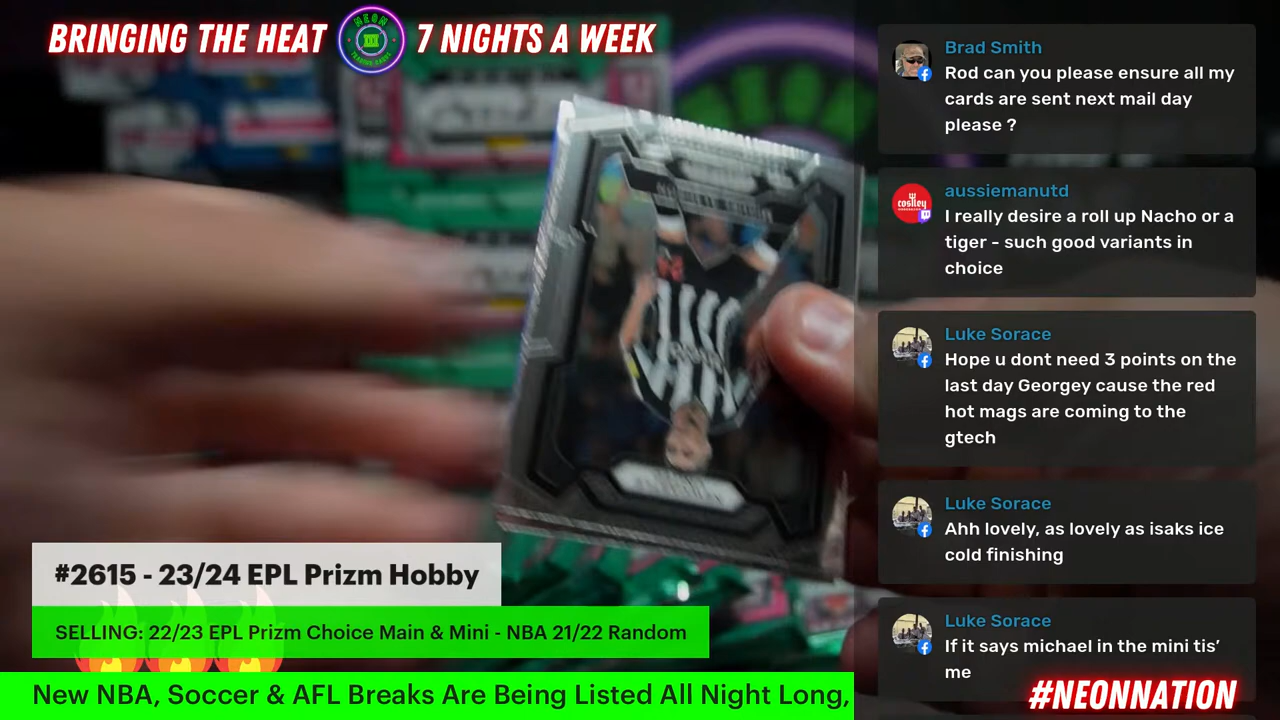 BRINGING THE HEAT
NEON
TRADING CARDS
7 NIGHTS A WEEK
#2615 - 23/24 EPL Prizm Hobby
SELLING: 22/23 EPL Prizm Choice Main & Mini - NBA 21/22 Random
New NBA, Soccer & AFL Breaks Are Being Listed All Night Long,
Brad Smith
Rod can you please ensure all my
cards are sent next mail day
please ?
aussiemanutd
I really desire a roll up Nacho or a
tiger - such good variants in
choice
Luke Sorace
Hope u dont need 3 points on the
last day Georgey cause the red
hot mags are coming to the
gtech
Luke Sorace
Ahh lovely, as lovely as isaks ice
cold finishing
Luke Sorace
If it says michael in the mini tis’
me
#NEONNATION